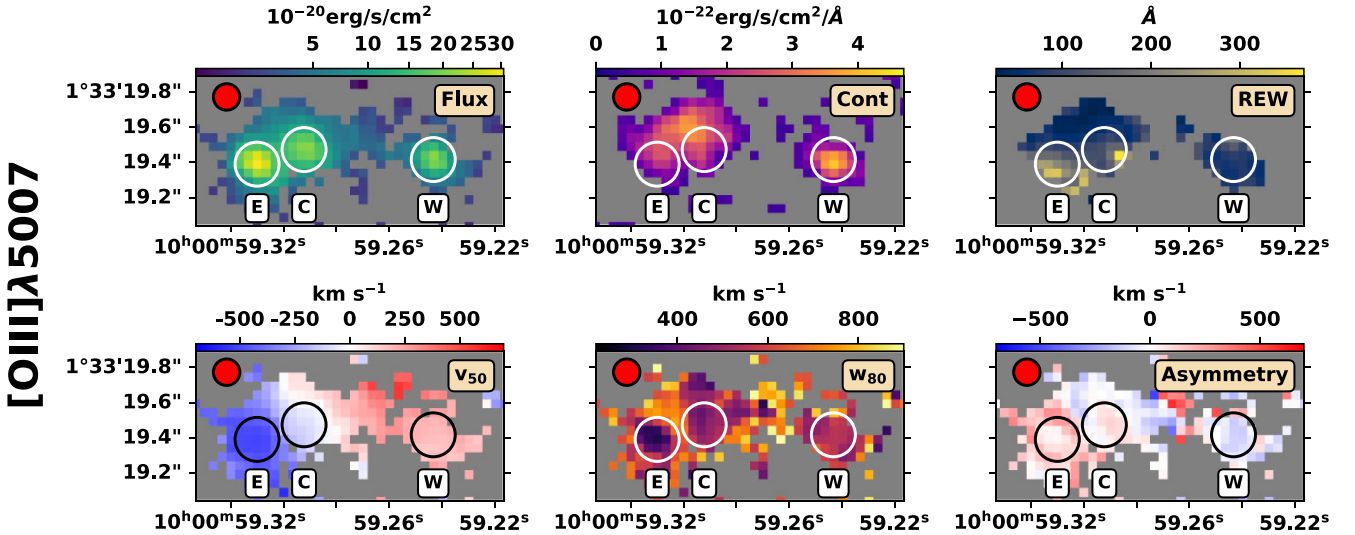 [OIII]λ5007
10⁻²⁰erg/s/cm²
5 10 15 20 25 30
Flux
1°33'19.8"
19.6"
19.4"
19.2"
E C W
10ʰ00ᵐ59.32ˢ 59.26ˢ 59.22ˢ
10⁻²²erg/s/cm²/Å
0 1 2 3 4
Cont
E C W
10ʰ00ᵐ59.32ˢ 59.26ˢ 59.22ˢ
Å
100 200 300
REW
E C W
10ʰ00ᵐ59.32ˢ 59.26ˢ 59.22ˢ
km s⁻¹
-500 -250 0 250 500
v₅₀
1°33'19.8"
19.6"
19.4"
19.2"
E C W
10ʰ00ᵐ59.32ˢ 59.26ˢ 59.22ˢ
km s⁻¹
400 600 800
w₈₀
E C W
10ʰ00ᵐ59.32ˢ 59.26ˢ 59.22ˢ
km s⁻¹
−500 0 500
Asymmetry
E C W
10ʰ00ᵐ59.32ˢ 59.26ˢ 59.22ˢ